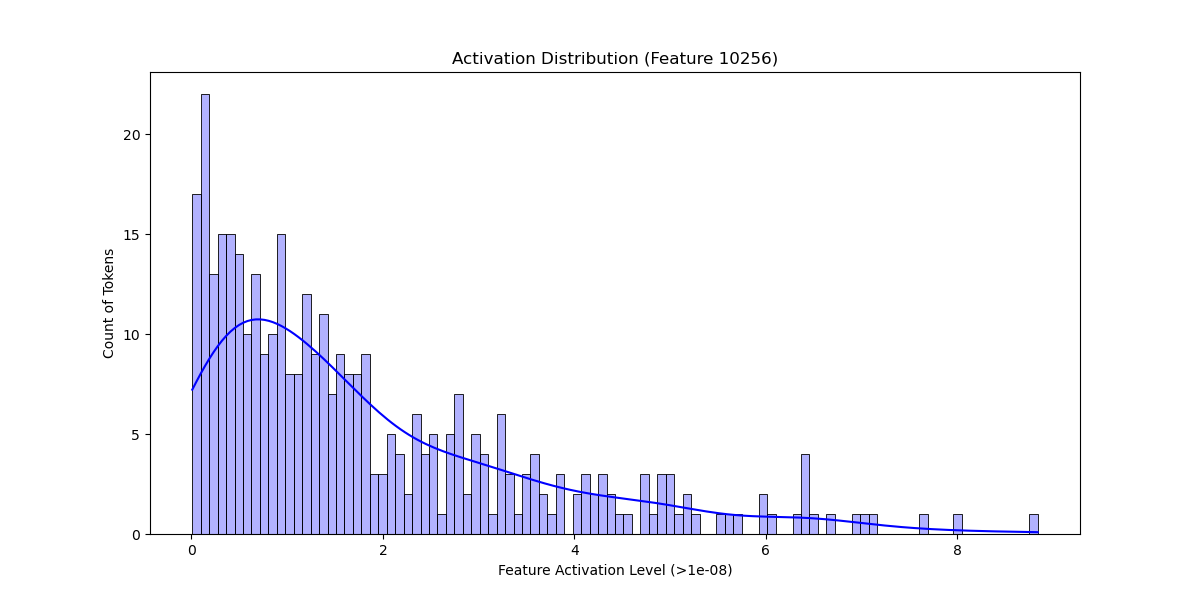 Activation Distribution (Feature 10256)
20
15
10
5
0
Count of Tokens
0 2 4 6 8
Feature Activation Level (>1e-08)